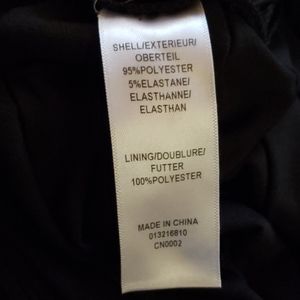 SHELL/EXTERIEUR/
OBERTEIL
95%POLYESTER
5%ELASTANE/
ELASTHANNE/
ELASTHAN
LINING/DOUBLURE/
FUTTER
100%POLYESTER
MADE IN CHINA
013216810
CN0002